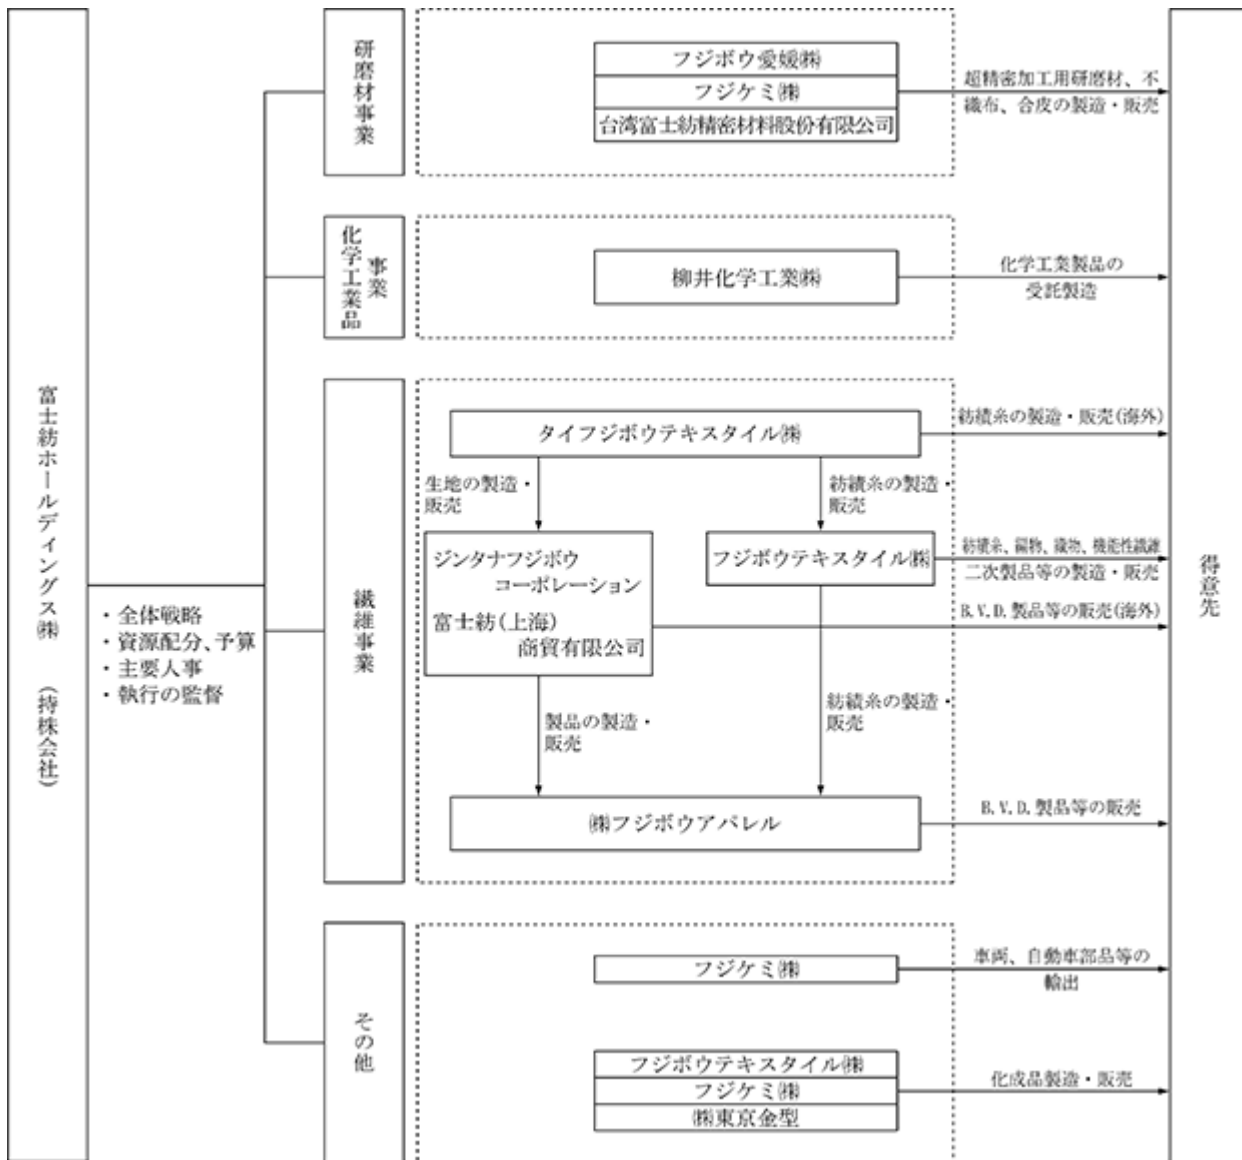 富士紡ホールディングス㈱ (持株会社)
・全体戦略
・資源配分、予算
・主要人事
・執行の監督
研磨材事業
フジボウ愛媛㈱
フジケミ㈱
台湾富士紡精密材料股份有限公司
超精密加工用研磨材、不
織布、合皮の製造・販売
化学工業品
事業
柳井化学工業㈱
化学工業製品の
受託製造
繊維事業
タイフジボウテキスタイル㈱
紡績糸の製造・販売(海外)
生地の製造・
販売
紡績糸の製造・
販売
ジンタナフジボウ
コーポレーション
富士紡(上海)
商貿有限公司
フジボウテキスタイル㈱
紡績糸、編物、織物、機能性繊維
二次製品等の製造・販売
B.V.D.製品等の販売(海外)
製品の製造・
販売
紡績糸の製造・
販売
㈱フジボウアパレル
B.V.D.製品等の販売
その他
フジケミ㈱
車両、自動車部品等の
輸出
フジボウテキスタイル㈱
フジケミ㈱
㈱東京金型
化成品製造・販売
得意先